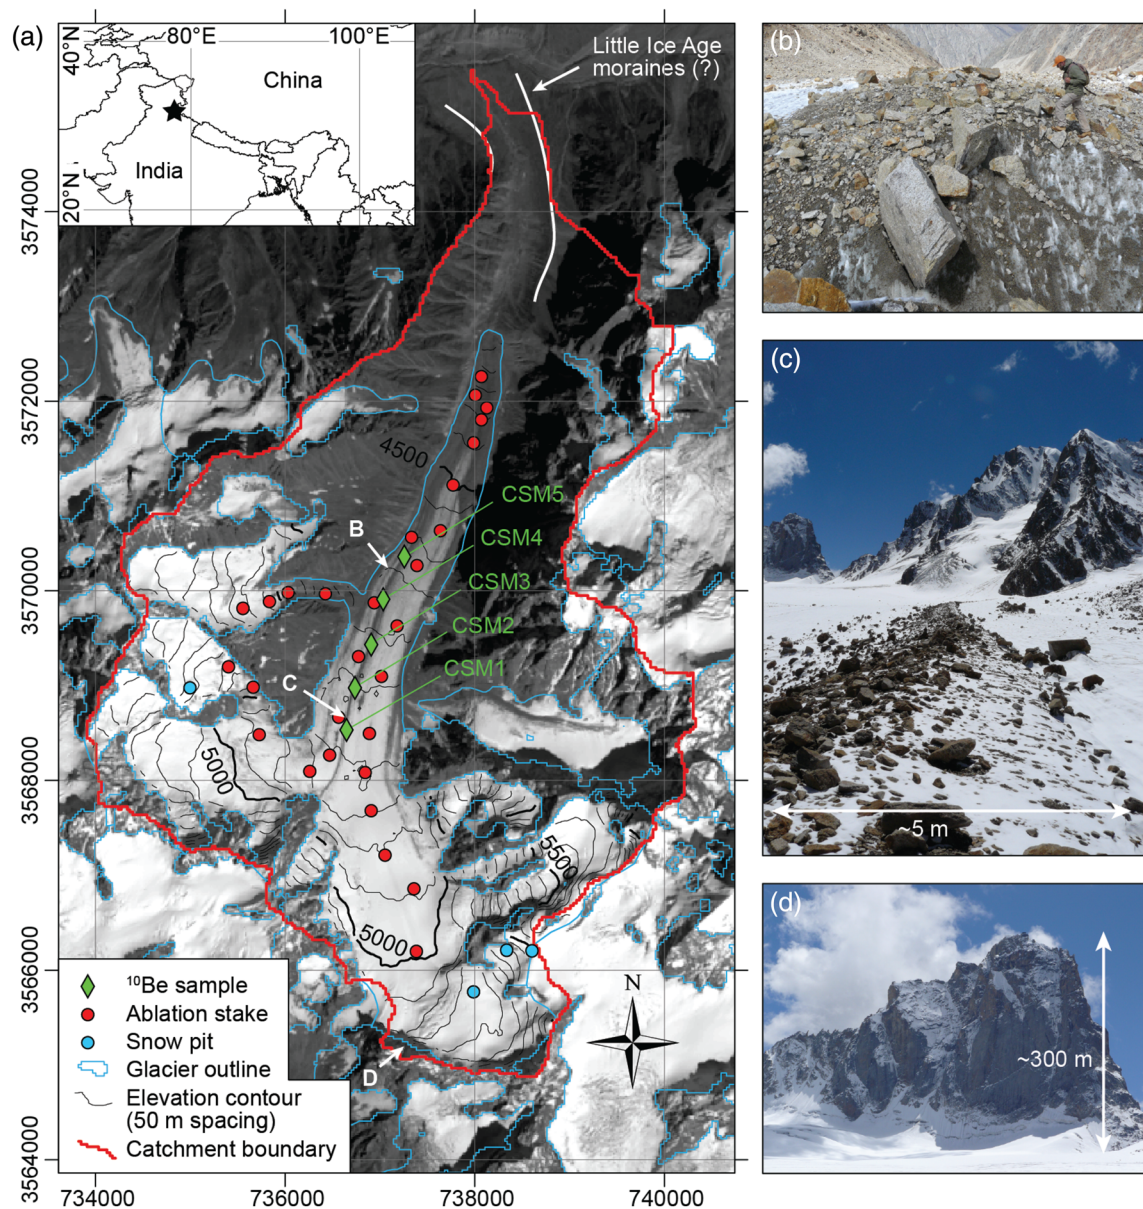 (a)
40°N
80°E
100°E
China
India
20°N
Little Ice Age
moraines (?)
3574000
3572000
3570000
3568000
3566000
3564000
4500
CSM5
B
CSM4
CSM3
CSM2
C
CSM1
5000
5500
5000
D
N
¹⁰Be sample
Ablation stake
Snow pit
Glacier outline
Elevation contour
(50 m spacing)
Catchment boundary
734000
736000
738000
740000
(b)
(c)
~5 m
(d)
~300 m